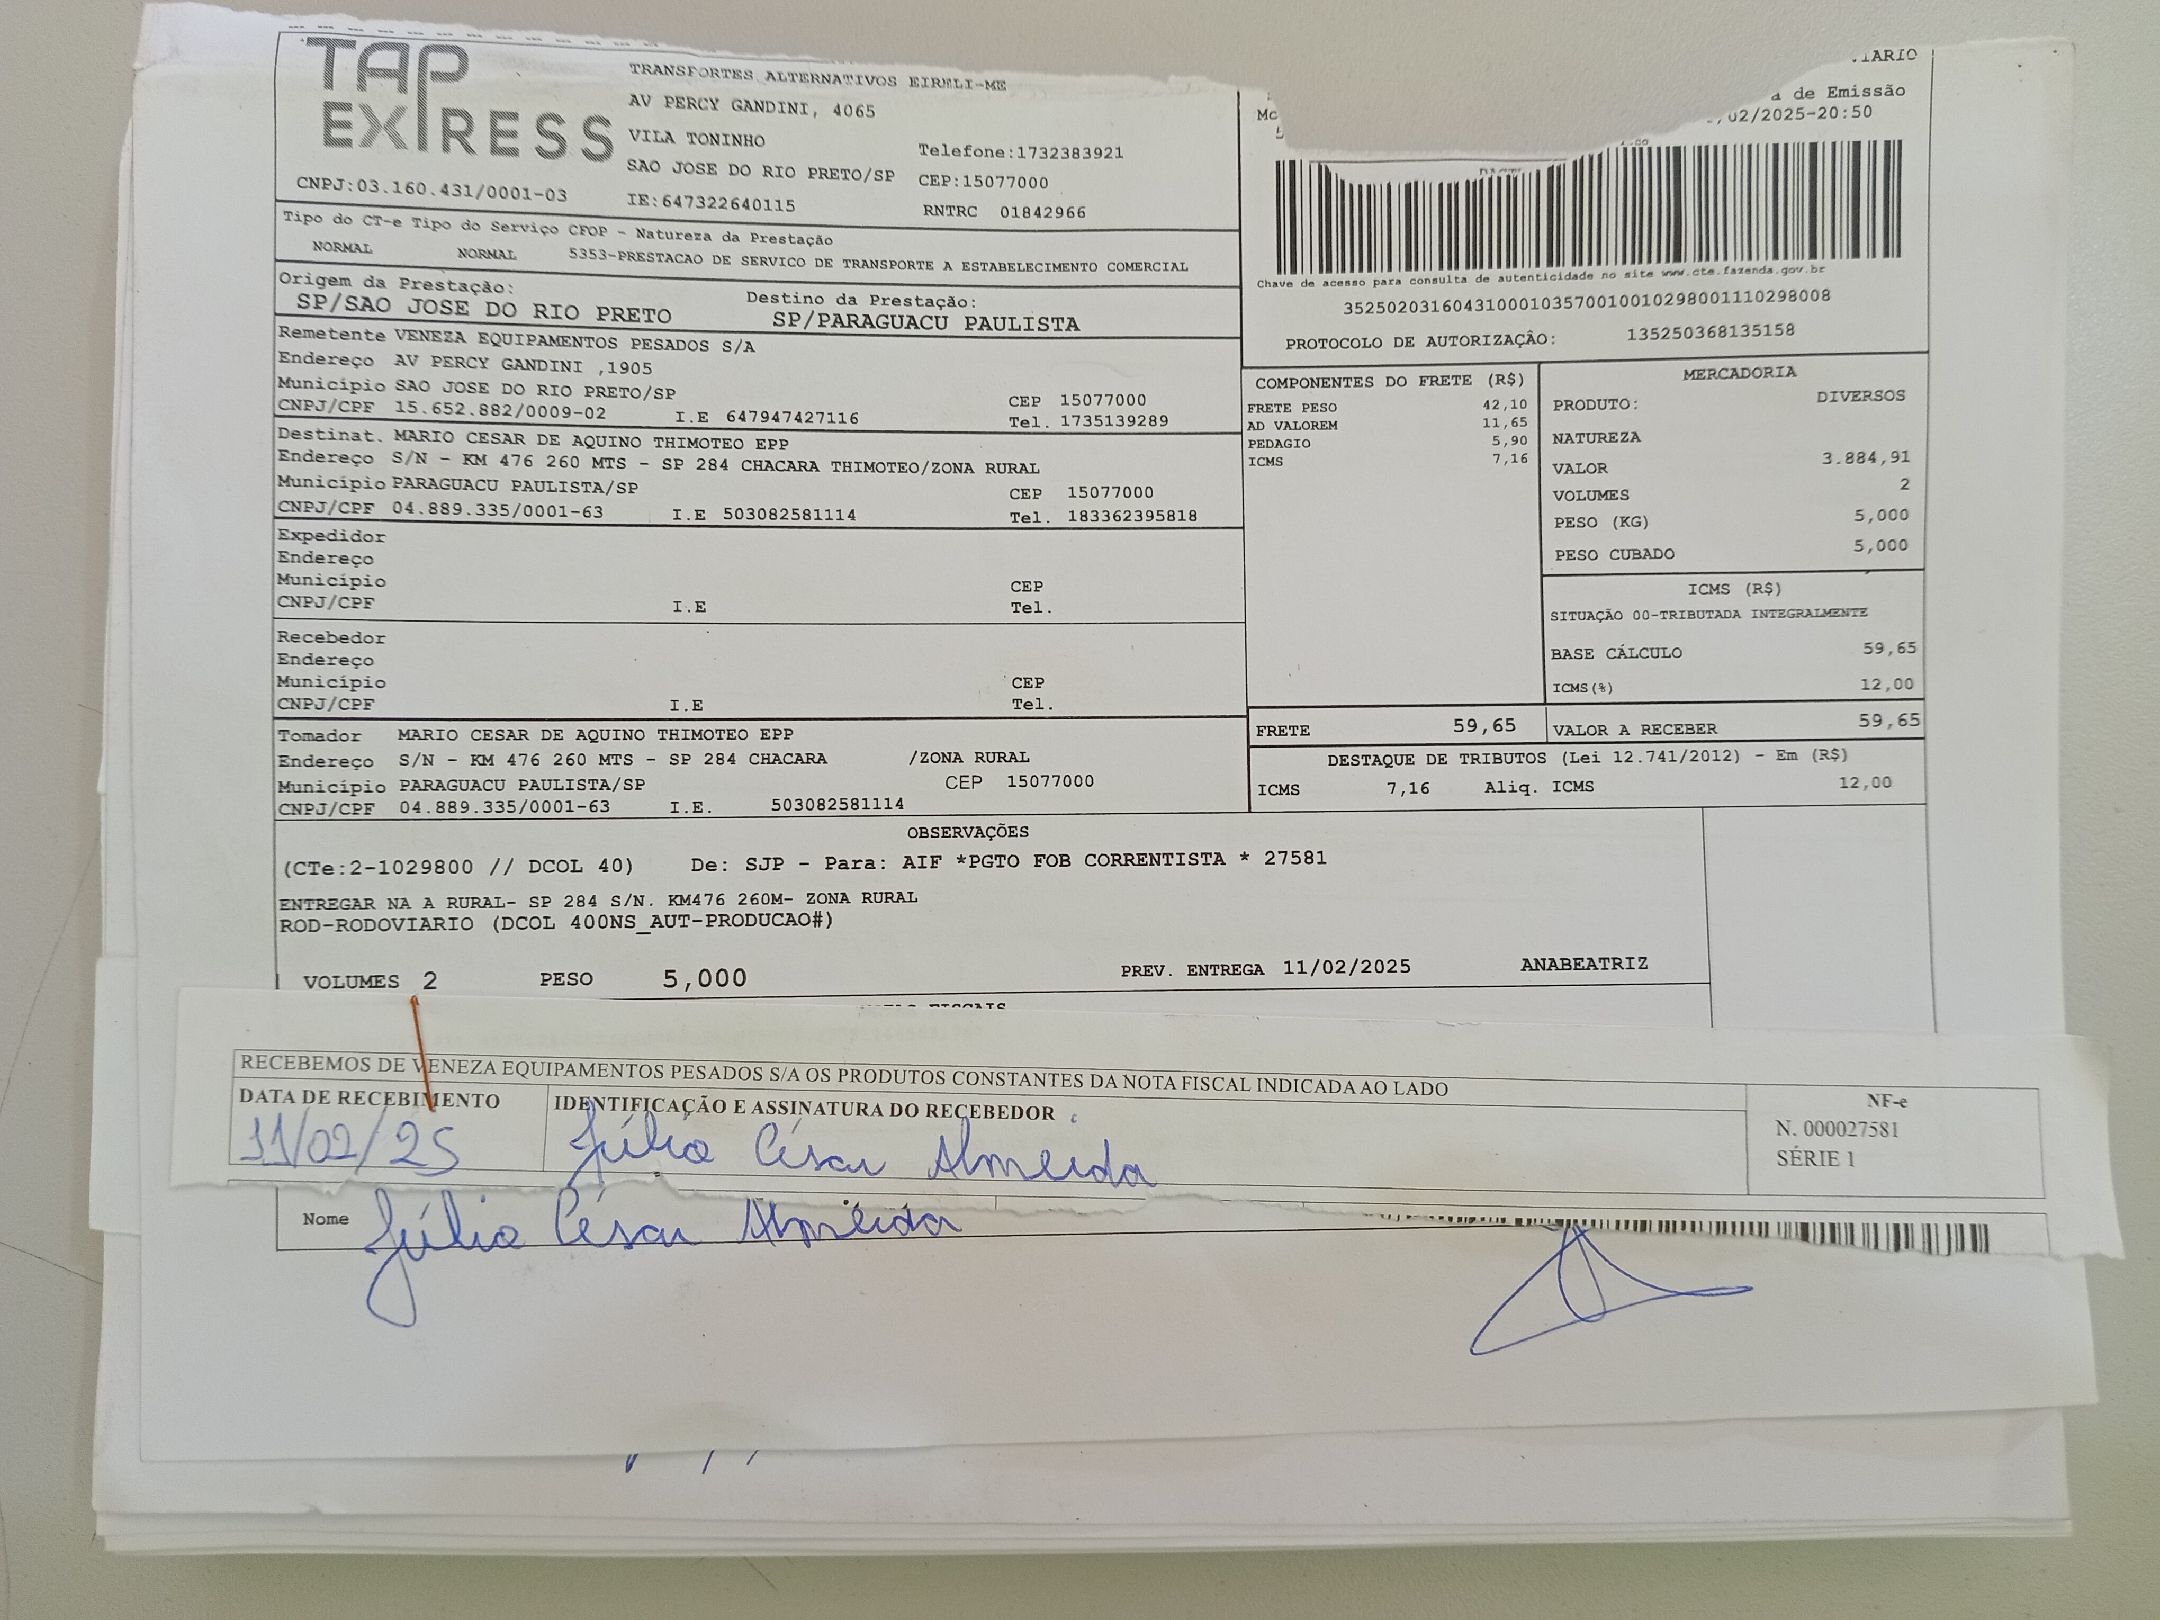 TAP
EXPRESS
TRANSPORTES ALTERNATIVOS EIRELI-ME
AV PERCY GANDINI, 4065
VILA TONINHO
Telefone:1732383921
SAO JOSE DO RIO PRETO/SP CEP:15077000
CNPJ:03.160.431/0001-03 IE:647322640115 RNTRC 01842966
de Emissão
/02/2025-20:50
Tipo do CT-e Tipo do Serviço CFOP - Natureza da Prestação
NORMAL NORMAL 5353-PRESTACAO DE SERVICO DE TRANSPORTE A ESTABELECIMENTO COMERCIAL
Chave de acesso para consulta de autenticidade no site www.cte.fazenda.gov.br
35250203160431000103570010010298001110298008
PROTOCOLO DE AUTORIZAÇÂO: 135250368135158
Origem da Prestação: Destino da Prestação:
SP/SAO JOSE DO RIO PRETO SP/PARAGUACU PAULISTA
Remetente VENEZA EQUIPAMENTOS PESADOS S/A
Endereço AV PERCY GANDINI ,1905
Município SAO JOSE DO RIO PRETO/SP CEP 15077000
CNPJ/CPF 15.652.882/0009-02 I.E 647947427116 Tel. 1735139289
Destinat. MARIO CESAR DE AQUINO THIMOTEO EPP
Endereço S/N - KM 476 260 MTS - SP 284 CHACARA THIMOTEO/ZONA RURAL
Município PARAGUACU PAULISTA/SP CEP 15077000
CNPJ/CPF 04.889.335/0001-63 I.E 503082581114 Tel. 183362395818
Expedidor
Endereço
Município CEP
CNPJ/CPF I.E Tel.
Recebedor
Endereço
Município CEP
CNPJ/CPF I.E Tel.
Tomador MARIO CESAR DE AQUINO THIMOTEO EPP
Endereço S/N - KM 476 260 MTS - SP 284 CHACARA /ZONA RURAL
Município PARAGUACU PAULISTA/SP CEP 15077000
CNPJ/CPF 04.889.335/0001-63 I.E. 503082581114
COMPONENTES DO FRETE (R$)
FRETE PESO 42,10
AD VALOREM 11,65
PEDAGIO 5,90
ICMS 7,16
MERCADORIA
PRODUTO: DIVERSOS
NATUREZA
VALOR 3.884,91
VOLUMES 2
PESO (KG) 5,000
PESO CUBADO 5,000
ICMS (R$)
SITUAÇÃO 00-TRIBUTADA INTEGRALMENTE
BASE CÁLCULO 59,65
ICMS(%) 12,00
FRETE 59,65 VALOR A RECEBER 59,65
DESTAQUE DE TRIBUTOS (Lei 12.741/2012) - Em (R$)
ICMS 7,16 Aliq. ICMS 12,00
OBSERVAÇÕES
(CTe:2-1029800 // DCOL 40) De: SJP - Para: AIF *PGTO FOB CORRENTISTA * 27581
ENTREGAR NA A RURAL- SP 284 S/N. KM476 260M- ZONA RURAL
ROD-RODOVIARIO (DCOL 400NS_AUT-PRODUCAO#)
VOLUMES 2 PESO 5,000 PREV. ENTREGA 11/02/2025 ANABEATRIZ
RECEBEMOS DE VENEZA EQUIPAMENTOS PESADOS S/A OS PRODUTOS CONSTANTES DA NOTA FISCAL INDICADA AO LADO
DATA DE RECEBIMENTO IDENTIFICAÇÃO E ASSINATURA DO RECEBEDOR
11/02/25 Júlio César Almeida
NF-e
N. 000027581
SÉRIE 1
Nome Júlio César Almeida